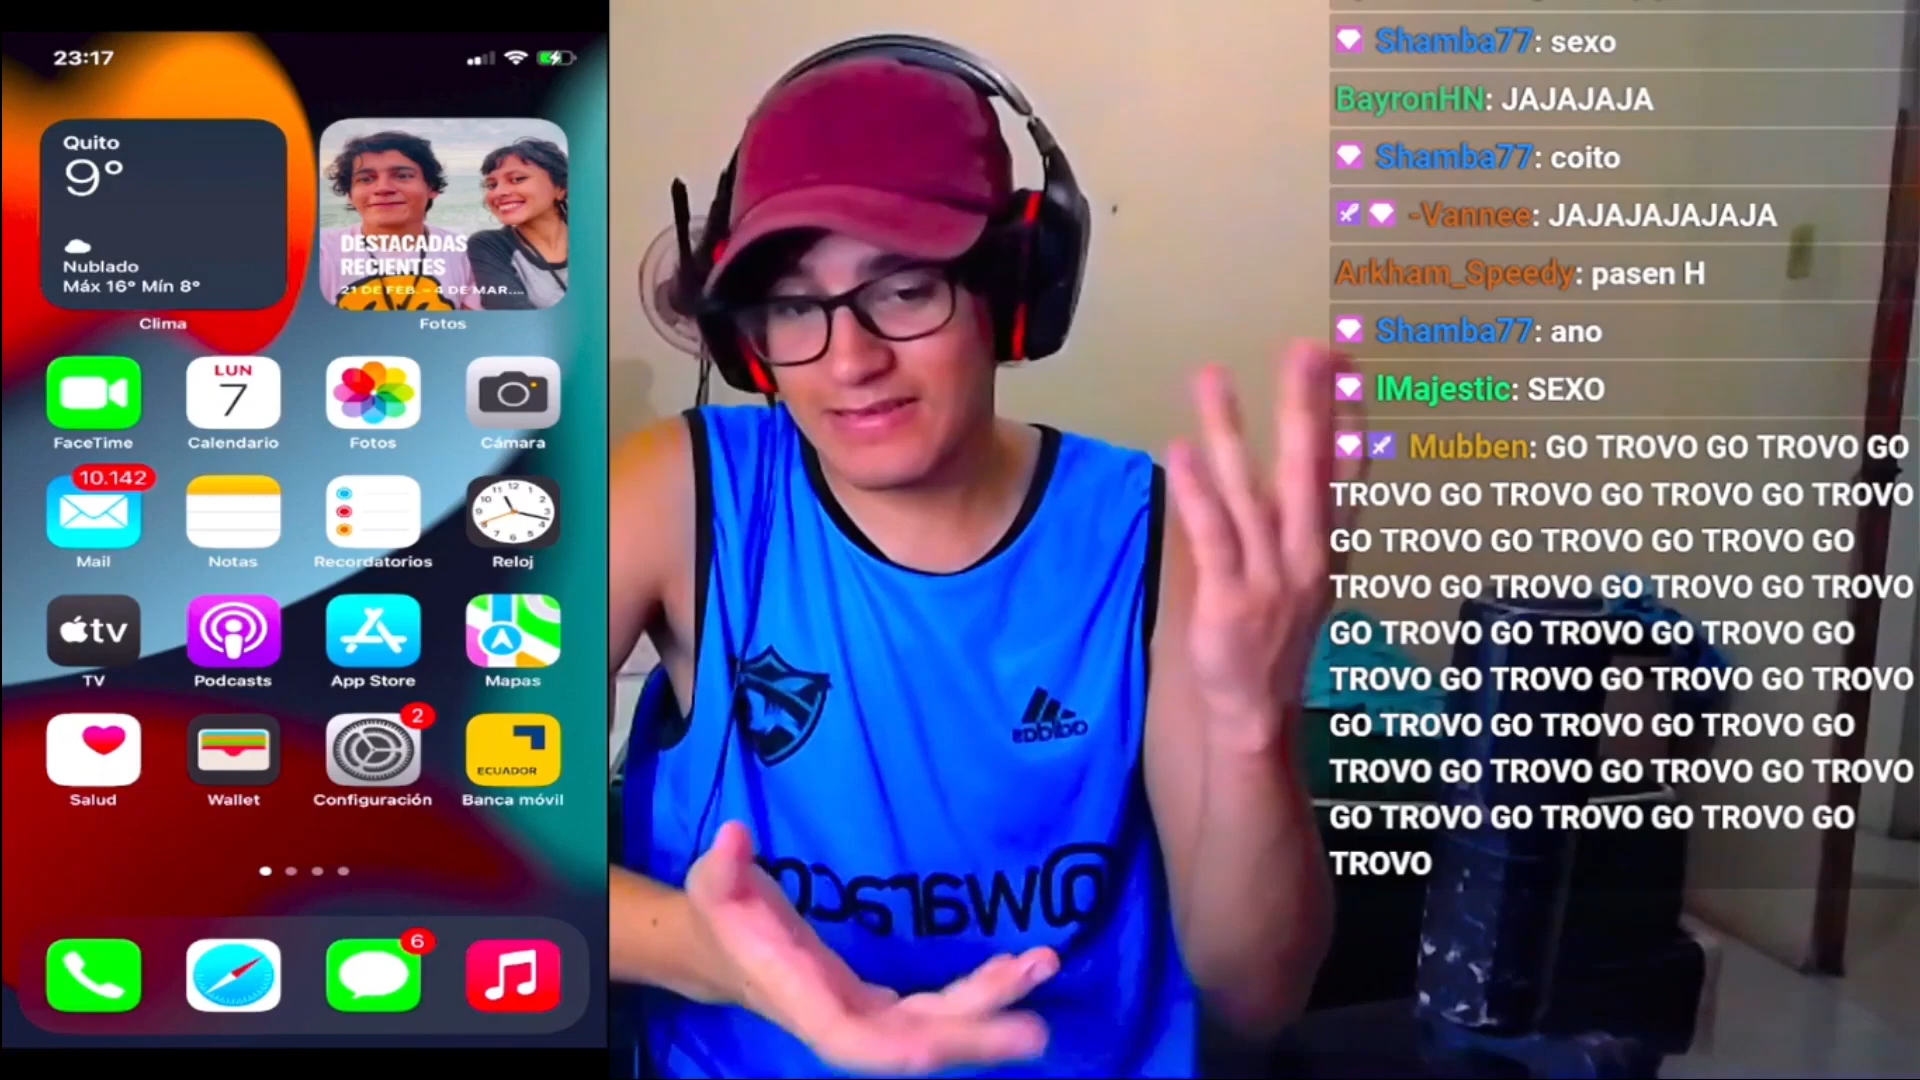 23:17
Quito
9°
Nublado
Máx 16° Mín 8°
Clima
DESTACADAS
RECIENTES
21 DE FEB. - 4 DE MAR....
Fotos
FaceTime
LUN
7
Calendario
Fotos
Cámara
10.142
Mail
Notas
Recordatorios
Reloj
tv
TV
Podcasts
App Store
Mapas
Salud
Wallet
2
Configuración
ECUADOR
Banca móvil
6
adidas
@waraco
Shamba77: sexo
BayronHN: JAJAJAJA
Shamba77: coito
-Vannee: JAJAJAJAJAJA
Arkham_Speedy: pasen H
Shamba77: ano
lMajestic: SEXO
Mubben: GO TROVO GO TROVO GO
TROVO GO TROVO GO TROVO GO TROVO
GO TROVO GO TROVO GO TROVO GO
TROVO GO TROVO GO TROVO GO TROVO
GO TROVO GO TROVO GO TROVO GO
TROVO GO TROVO GO TROVO GO TROVO
GO TROVO GO TROVO GO TROVO GO
TROVO GO TROVO GO TROVO GO TROVO
GO TROVO GO TROVO GO TROVO GO
TROVO